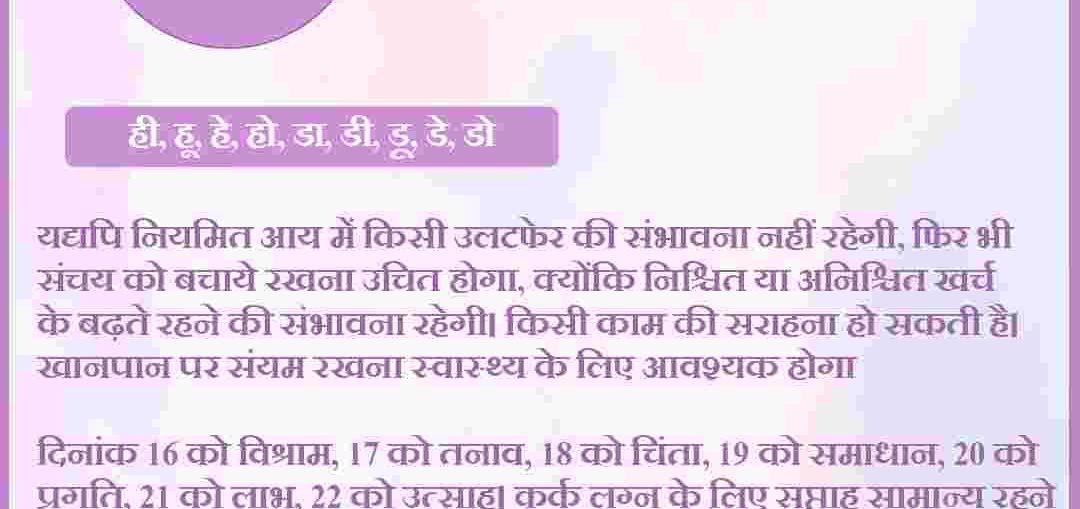 ही, हू, हे, हो, डा, डी, डू, डे, डो
यद्यपि नियमित आय में किसी उलटफेर की संभावना नहीं रहेगी, फिर भी
संचय को बचाये रखना उचित होगा, क्योंकि निश्चित या अनिश्चित खर्च
के बढ़ते रहने की संभावना रहेगी। किसी काम की सराहना हो सकती है।
खानपान पर संयम रखना स्वास्थ्य के लिए आवश्यक होगा
दिनांक 16 को विश्राम, 17 को तनाव, 18 को चिंता, 19 को समाधान, 20 को
प्रगति, 21 को लाभ, 22 को उत्साह। कर्क लग्न के लिए सप्ताह सामान्य रहने